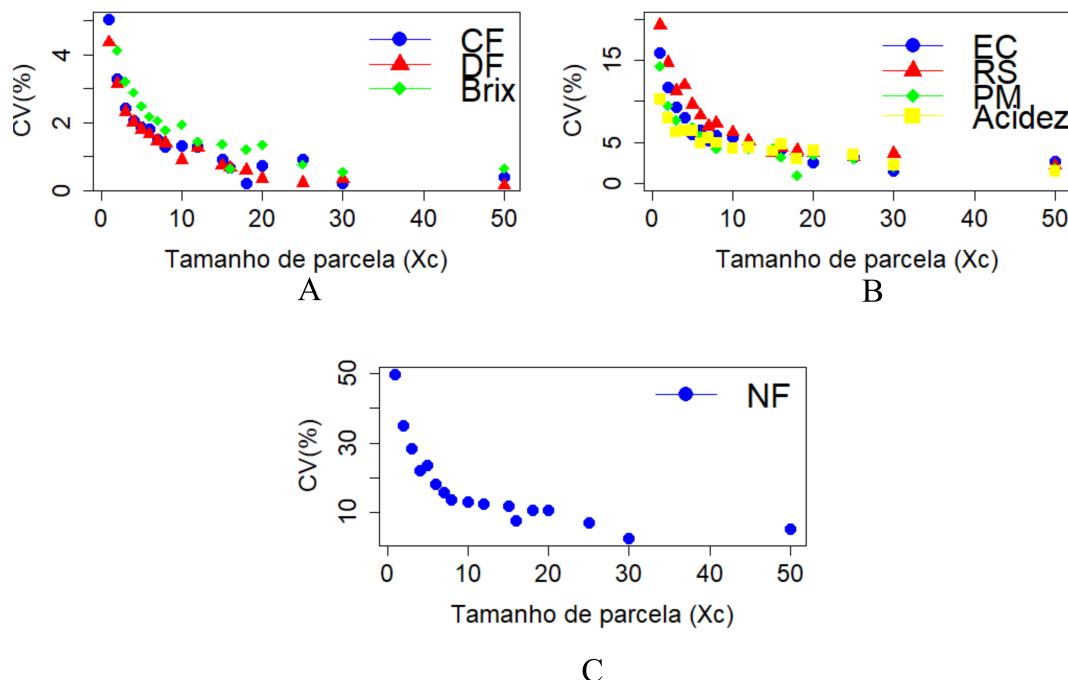 CV(%)
4
2
0
CF
DF
Brix
0 10 20 30 40 50
Tamanho de parcela (Xc)
A
CV(%)
15
5
0
EC
RS
PM
Acidez
0 10 20 30 40 50
Tamanho de parcela (Xc)
B
CV(%)
50
30
10
NF
0 10 20 30 40 50
Tamanho de parcela (Xc)
C